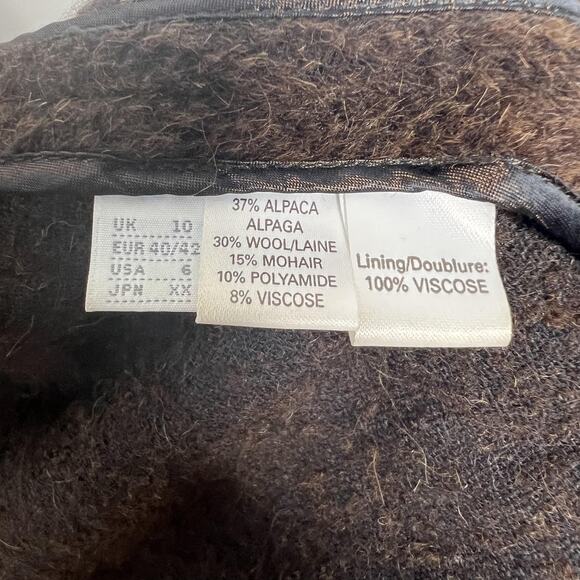 UK 10
EUR 40/42
USA 6
JPN XX
37% ALPACA
ALPAGA
30% WOOL/LAINE
15% MOHAIR
10% POLYAMIDE
8% VISCOSE
Lining/Doublure:
100% VISCOSE